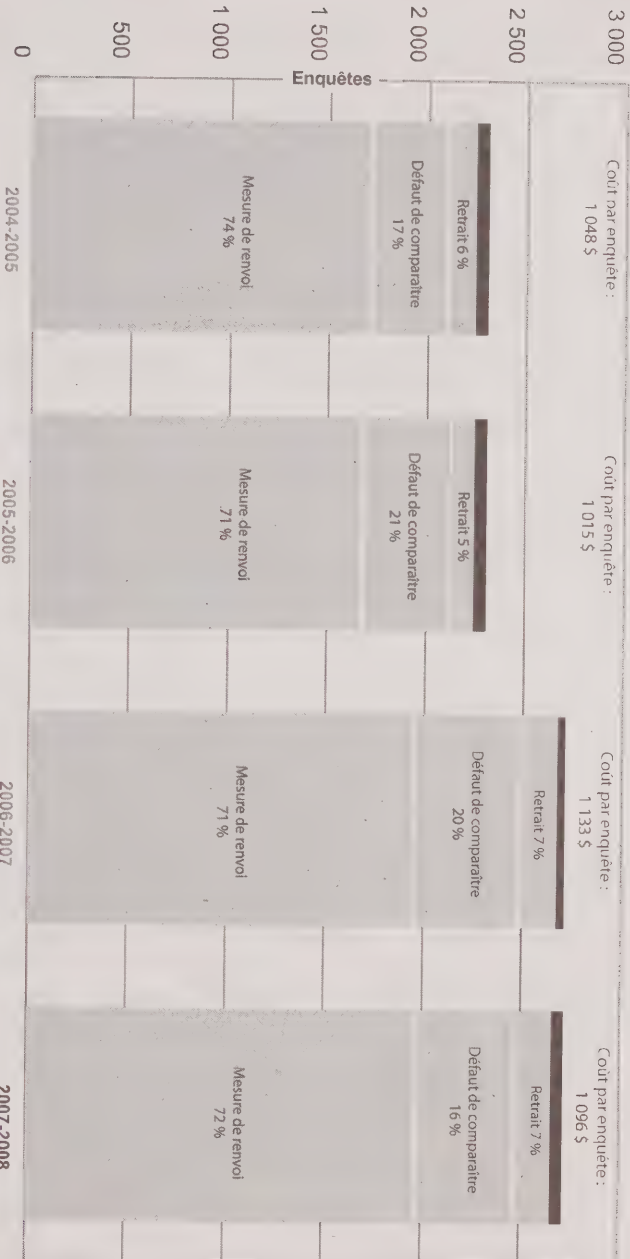 3 000
2 500
2 000
1 500
1 000
500
0
Enquêtes
Coût par enquête :
1 048 $
Retrait 6 %
Défaut de comparaître
17 %
Mesure de renvoi
74 %
2004-2005
Coût par enquête :
1 015 $
Retrait 5 %
Défaut de comparaître
21 %
Mesure de renvoi
71 %
2005-2006
Coût par enquête :
1 133 $
Retrait 7 %
Défaut de comparaître
20 %
Mesure de renvoi
71 %
2006-2007
Coût par enquête :
1 096 $
Retrait 7 %
Défaut de comparaître
16 %
Mesure de renvoi
72 %
2007-2008